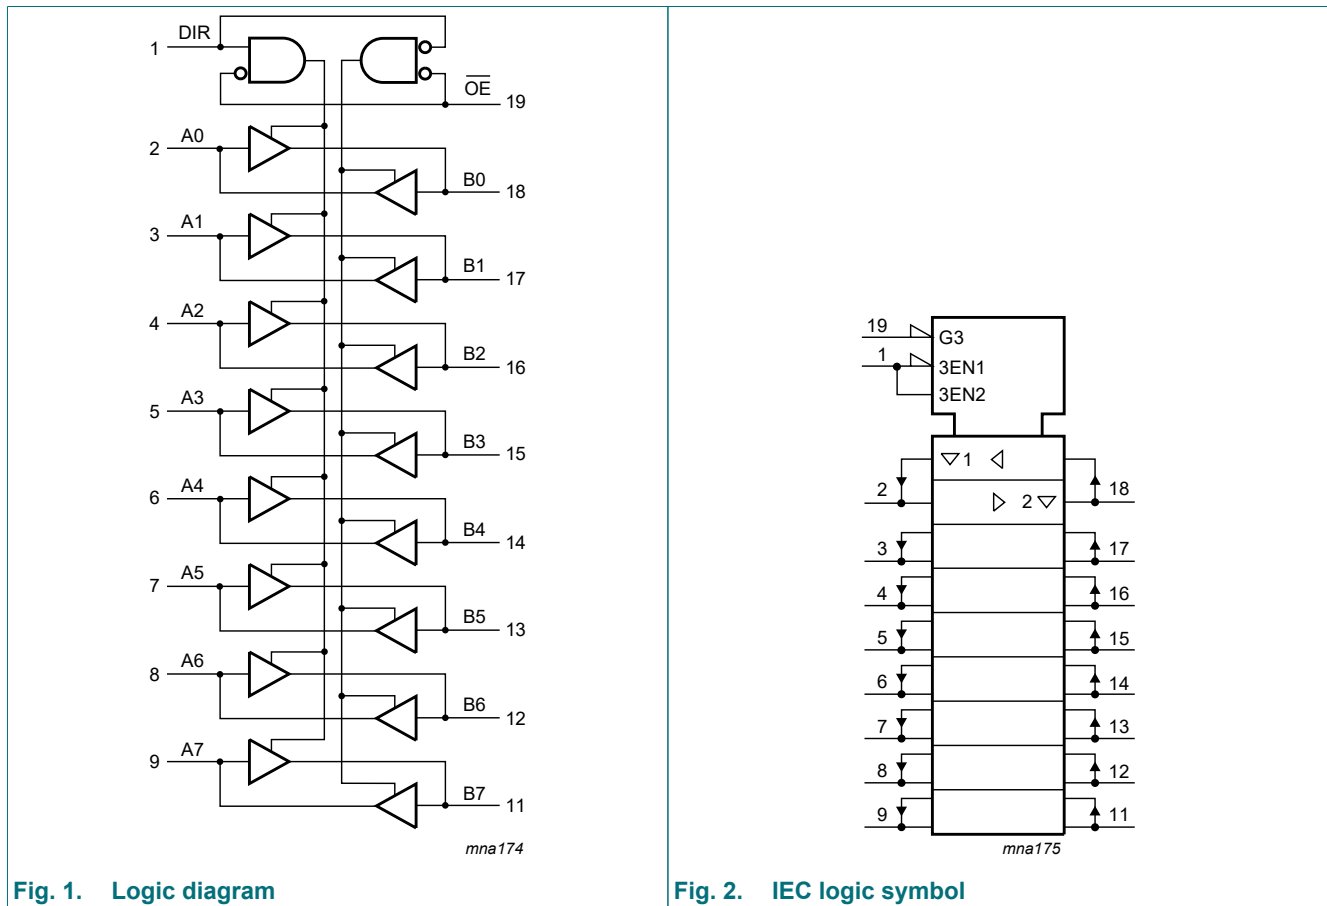 DIR
1
OE
19
A0
2
B0
18
A1
3
B1
17
A2
4
B2
16
A3
5
B3
15
A4
6
B4
14
A5
7
B5
13
A6
8
B6
12
A7
9
B7
11
mna174
Fig. 1. Logic diagram
19
G3
1
3EN1
3EN2
1
2
2
18
3
17
4
16
5
15
6
14
7
13
8
12
9
11
mna175
Fig. 2. IEC logic symbol